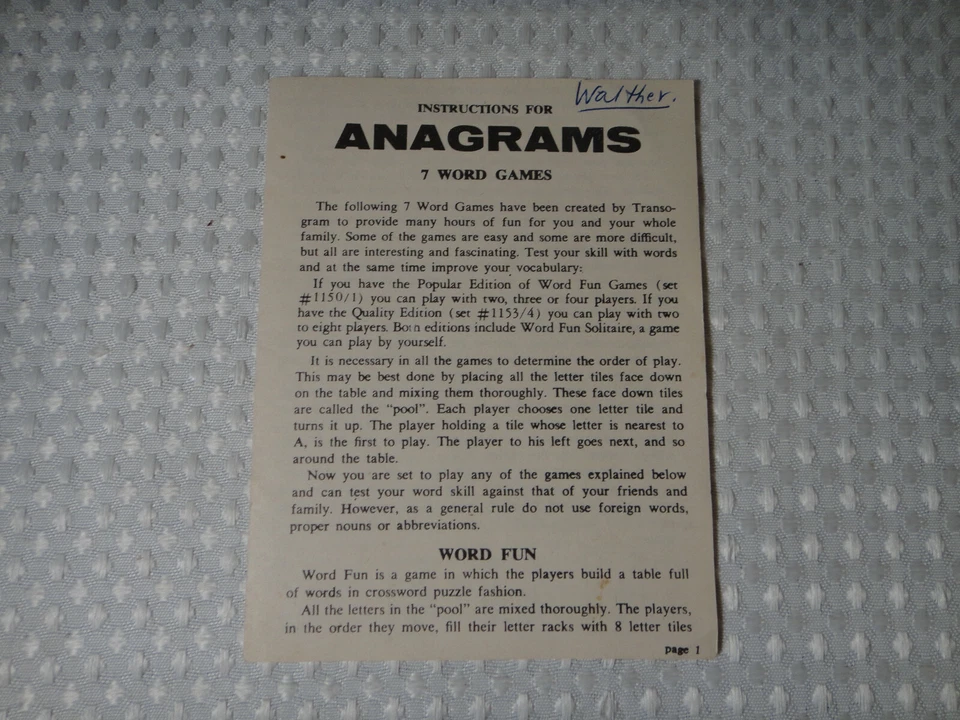 Walther.
INSTRUCTIONS FOR
ANAGRAMS
7 WORD GAMES
The following 7 Word Games have been created by Transo-
gram to provide many hours of fun for you and your whole
family. Some of the games are easy and some are more difficult,
but all are interesting and fascinating. Test your skill with words
and at the same time improve your vocabulary:
If you have the Popular Edition of Word Fun Games (set
#1150/1) you can play with two, three or four players. If you
have the Quality Edition (set #1153/4) you can play with two
to eight players. Both editions include Word Fun Solitaire, a game
you can play by yourself.
It is necessary in all the games to determine the order of play.
This may be best done by placing all the letter tiles face down
on the table and mixing them thoroughly. These face down tiles
are called the “pool”. Each player chooses one letter tile and
turns it up. The player holding a tile whose letter is nearest to
A, is the first to play. The player to his left goes next, and so
around the table.
Now you are set to play any of the games explained below
and can test your word skill against that of your friends and
family. However, as a general rule do not use foreign words,
proper nouns or abbreviations.
WORD FUN
Word Fun is a game in which the players build a table full
of words in crossword puzzle fashion.
All the letters in the “pool” are mixed thoroughly. The players,
in the order they move, fill their letter racks with 8 letter tiles
page 1